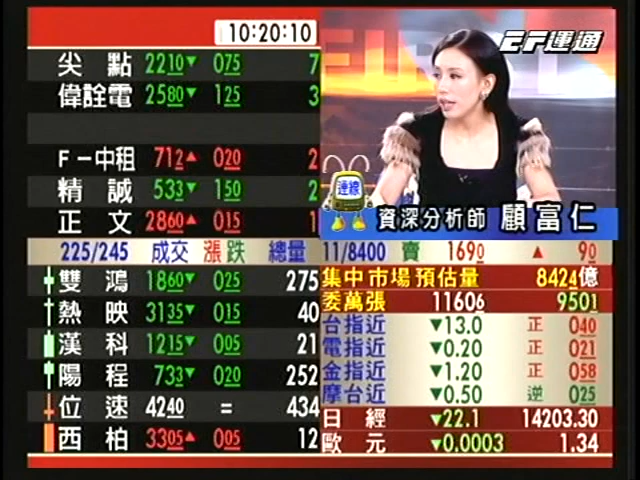 10:20:10
EF運通
尖點 2210▼ 075 7
偉詮電 2580▼ 125 3
F－中租 712▲ 020 2
精誠 533▼ 150 2
正文 2860▲ 015 1
連線
資深分析師 顧富仁
225/245 成交 漲跌 總量
11/8400 賣 1690 ▲ 90
雙鴻 1860▼ 025 275
熱映 3135▼ 015 40
漢科 1215▼ 005 21
陽程 733▼ 020 252
位速 4240 = 434
西柏 3305▲ 005 12
集中市場預估量 8424億
委萬張 11606 9501
台指近 ▼13.0 正 040
電指近 ▼0.20 正 021
金指近 ▼1.20 正 058
摩台近 ▼0.50 逆 025
日經 ▼22.1 14203.30
歐元 ▼0.0003 1.34